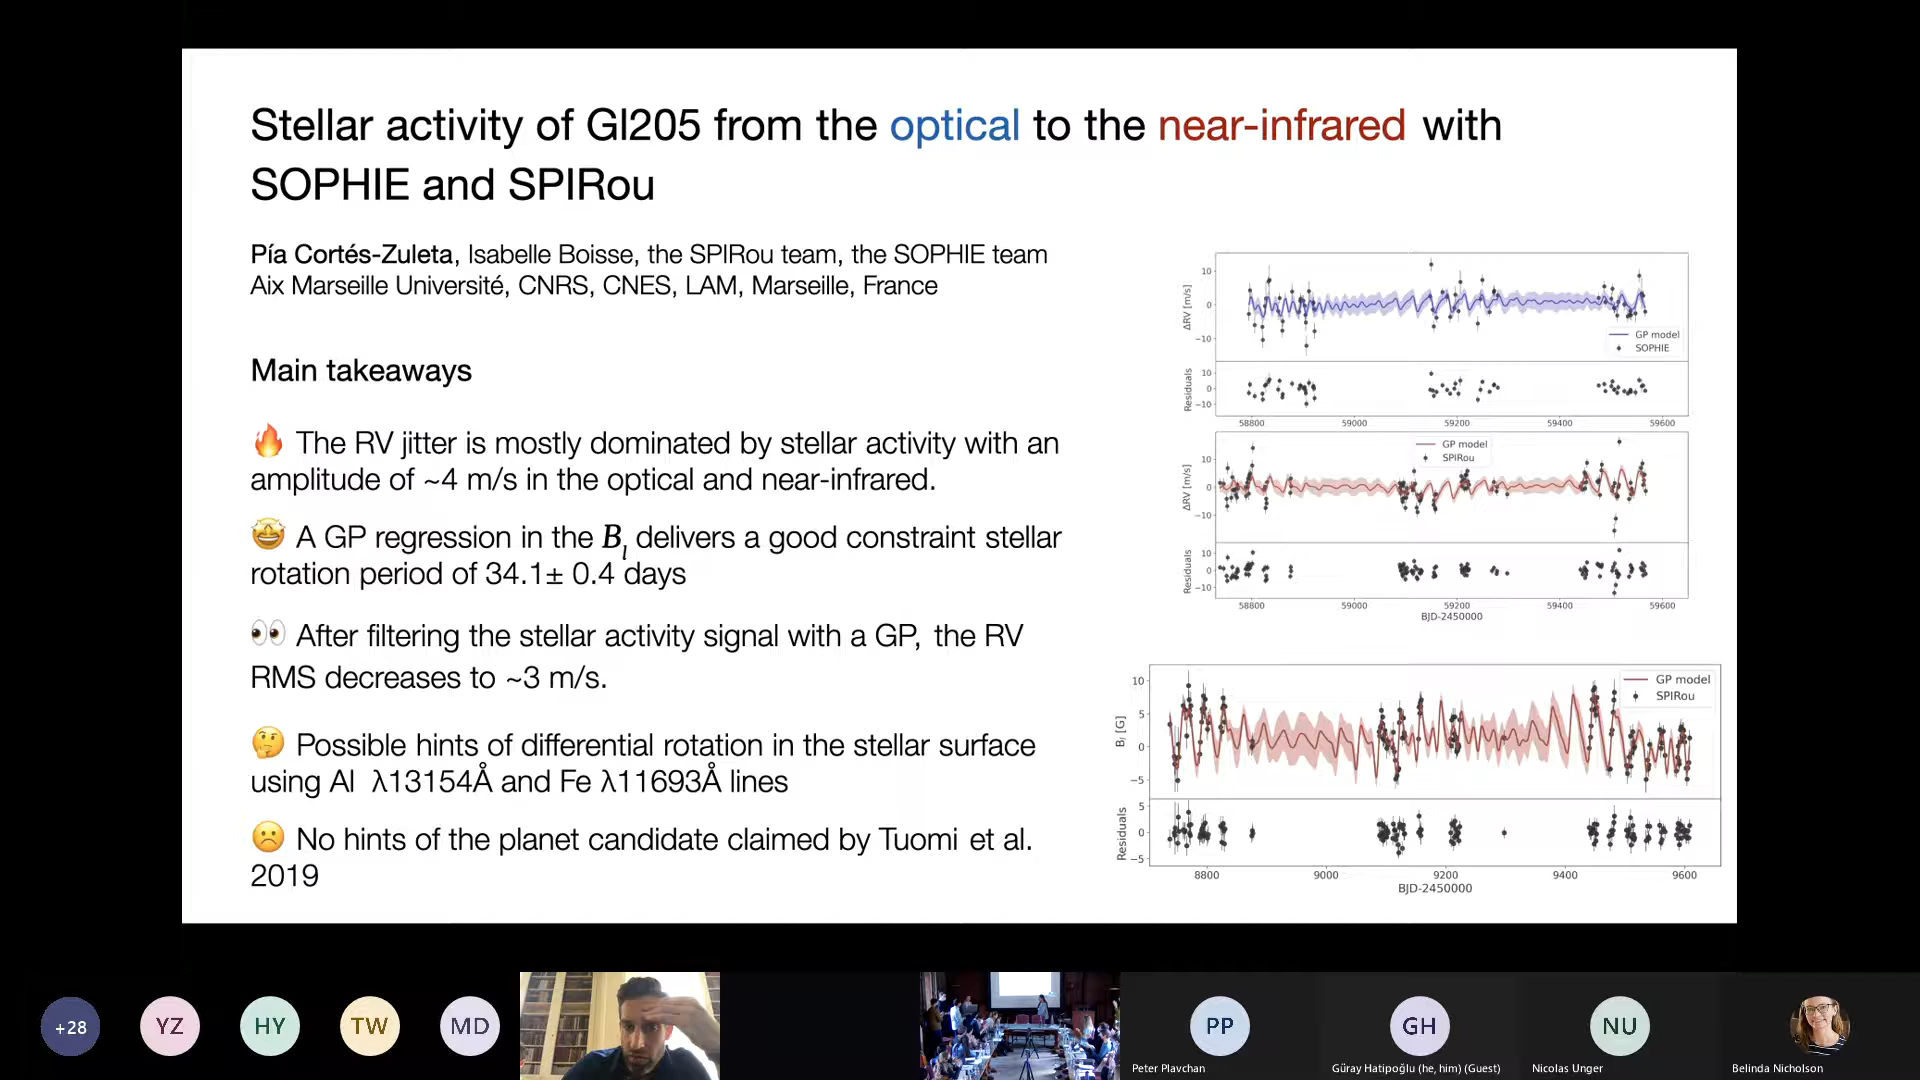 Stellar activity of Gl205 from the optical to the near-infrared with
SOPHIE and SPIRou
Pía Cortés-Zuleta, Isabelle Boisse, the SPIRou team, the SOPHIE team
Aix Marseille Université, CNRS, CNES, LAM, Marseille, France
Main takeaways
🔥 The RV jitter is mostly dominated by stellar activity with an
amplitude of ~4 m/s in the optical and near-infrared.
🤩 A GP regression in the Bl delivers a good constraint stellar
rotation period of 34.1± 0.4 days
👀 After filtering the stellar activity signal with a GP, the RV
RMS decreases to ~3 m/s.
🤔 Possible hints of differential rotation in the stellar surface
using Al λ13154Å and Fe λ11693Å lines
☹️ No hints of the planet candidate claimed by Tuomi et al.
2019
ΔRV [m/s]
10
0
−10
GP model
SOPHIE
Residuals
10
0
−10
58800 59000 59200 59400 59600
ΔRV [m/s]
10
0
−10
GP model
SPIRou
Residuals
10
0
−10
58800 59000 59200 59400 59600
BJD-2450000
Bl [G]
10
5
0
−5
GP model
SPIRou
Residuals
5
0
−5
8800 9000 9200 9400 9600
BJD-2450000
+28
YZ
HY
TW
MD
PP
GH
NU
Peter Plavchan
Güray Hatipoğlu (he, him) (Guest)
Nicolas Unger
Belinda Nicholson